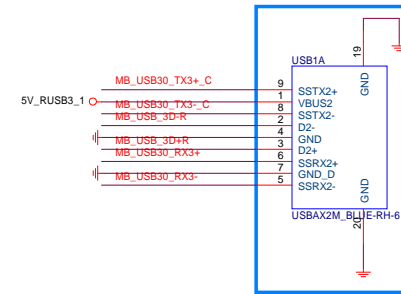 19
USB1A
GND
MB_USB30_TX3+_C
9 SSTX2+
5V_RUSB3_1
1 VBUS2
MB_USB30_TX3-_C
8 SSTX2-
MB_USB_3D-R
2 D2-
4 GND
MB_USB_3D+R
3 D2+
MB_USB30_RX3+
6 SSRX2+
7 GND_D
MB_USB30_RX3-
5 SSRX2-
GND
USBAX2M_BLUE-RH-6
20